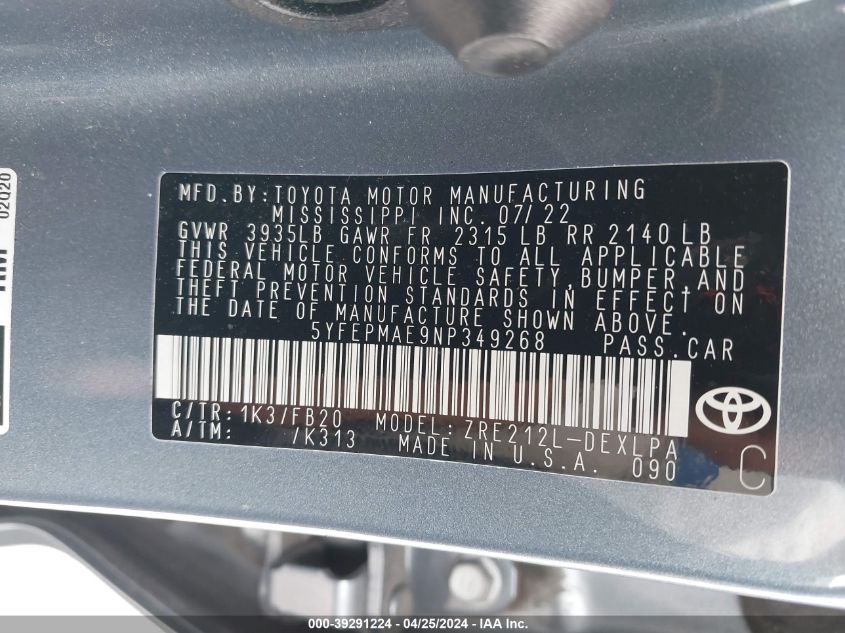 MFD. BY: TOYOTA MOTOR MANUFACTURING
MISSISSIPPI INC. 07/22
GVWR 3935LB GAWR FR 2315 LB RR 2140 LB
THIS VEHICLE CONFORMS TO ALL APPLICABLE
FEDERAL MOTOR VEHICLE SAFETY, BUMPER, AND
THEFT PREVENTION STANDARDS IN EFFECT ON
THE DATE OF MANUFACTURE SHOWN ABOVE.
5YFEPMAE9NP349268 PASS. CAR
C/TR: 1K3/FB20 MODEL: ZRE212L-DEXLPA
A/TM: /K313 MADE IN U.S.A. 090
C
02Q20
000-39291224 - 04/25/2024 - IAA Inc.